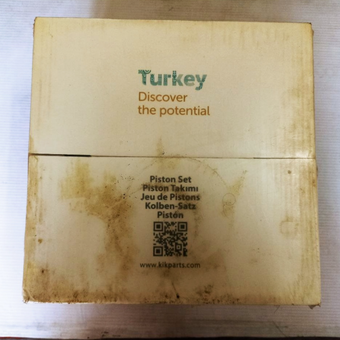 Turkey
Discover
the potential
Piston Set
Piston Takımı
Jeu de Pistons
Kolben-Satz
Pistón
www.kikparts.com